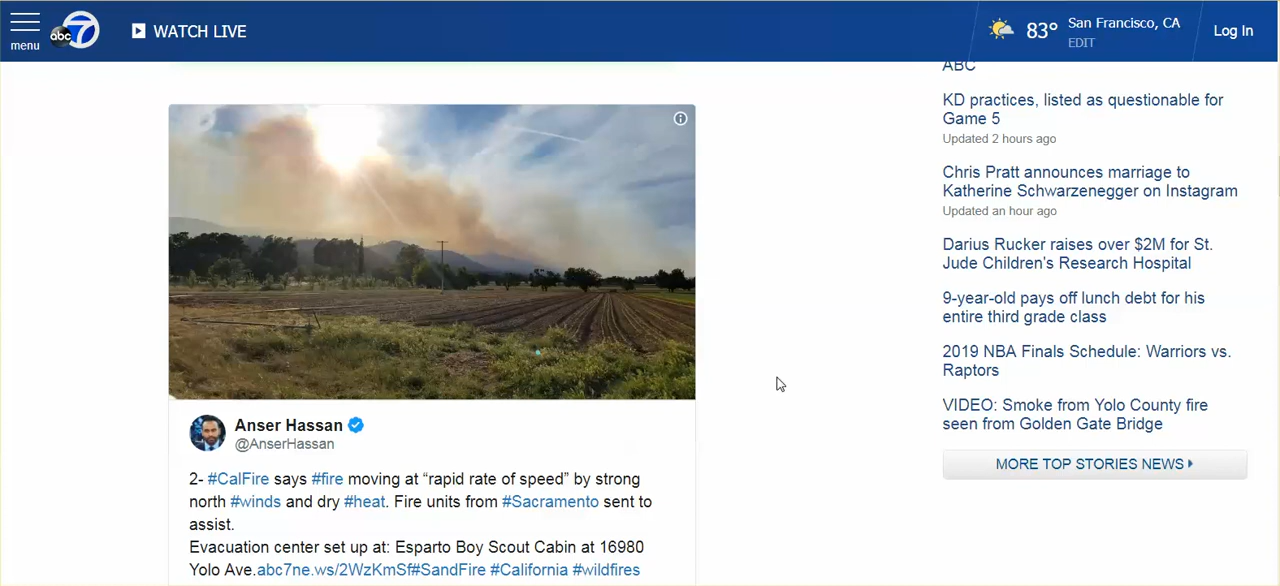 menu
abc 7
WATCH LIVE
83°
San Francisco, CA
EDIT
Log In
ABC
KD practices, listed as questionable for
Game 5
Updated 2 hours ago
Chris Pratt announces marriage to
Katherine Schwarzenegger on Instagram
Updated an hour ago
Darius Rucker raises over $2M for St.
Jude Children's Research Hospital
9-year-old pays off lunch debt for his
entire third grade class
2019 NBA Finals Schedule: Warriors vs.
Raptors
VIDEO: Smoke from Yolo County fire
seen from Golden Gate Bridge
MORE TOP STORIES NEWS
Anser Hassan
@AnserHassan
2- #CalFire says #fire moving at “rapid rate of speed” by strong
north #winds and dry #heat. Fire units from #Sacramento sent to
assist.
Evacuation center set up at: Esparto Boy Scout Cabin at 16980
Yolo Ave.abc7ne.ws/2WzKmSf#SandFire #California #wildfires